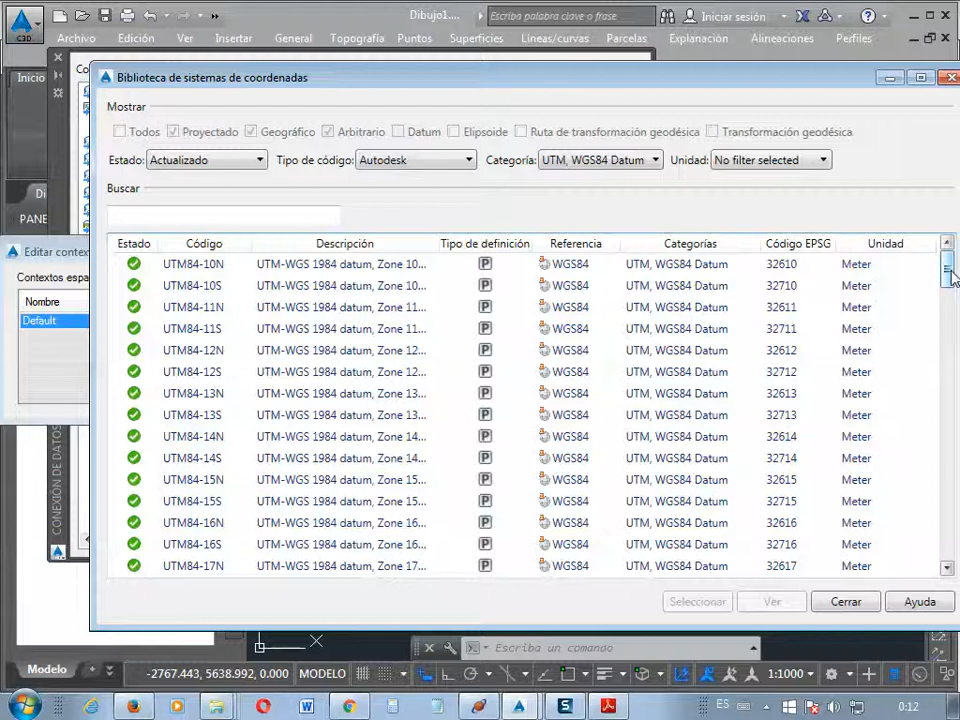 Dibujo1....
Escriba palabra clave o frase
Iniciar sesión
C3D
Archivo Edición Ver Insertar General Topografía Puntos Superficies Líneas/curvas Parcelas Explanación Alineaciones Perfiles
Inicio
Co
Biblioteca de sistemas de coordenadas
Mostrar
Todos Proyectado Geográfico Arbitrario Datum Elipsoide Ruta de transformación geodésica Transformación geodésica
Estado: Actualizado Tipo de código: Autodesk Categoría: UTM, WGS84 Datum Unidad: No filter selected
Buscar
Di
PANE
Editar contex
Contextos espa
Nombre
Default
CONEXIÓN DE DATOS
Estado Código Descripción Tipo de definición Referencia Categorías Código EPSG Unidad
UTM84-10N UTM-WGS 1984 datum, Zone 10... P WGS84 UTM, WGS84 Datum 32610 Meter
UTM84-10S UTM-WGS 1984 datum, Zone 10... P WGS84 UTM, WGS84 Datum 32710 Meter
UTM84-11N UTM-WGS 1984 datum, Zone 11... P WGS84 UTM, WGS84 Datum 32611 Meter
UTM84-11S UTM-WGS 1984 datum, Zone 11... P WGS84 UTM, WGS84 Datum 32711 Meter
UTM84-12N UTM-WGS 1984 datum, Zone 12... P WGS84 UTM, WGS84 Datum 32612 Meter
UTM84-12S UTM-WGS 1984 datum, Zone 12... P WGS84 UTM, WGS84 Datum 32712 Meter
UTM84-13N UTM-WGS 1984 datum, Zone 13... P WGS84 UTM, WGS84 Datum 32613 Meter
UTM84-13S UTM-WGS 1984 datum, Zone 13... P WGS84 UTM, WGS84 Datum 32713 Meter
UTM84-14N UTM-WGS 1984 datum, Zone 14... P WGS84 UTM, WGS84 Datum 32614 Meter
UTM84-14S UTM-WGS 1984 datum, Zone 14... P WGS84 UTM, WGS84 Datum 32714 Meter
UTM84-15N UTM-WGS 1984 datum, Zone 15... P WGS84 UTM, WGS84 Datum 32615 Meter
UTM84-15S UTM-WGS 1984 datum, Zone 15... P WGS84 UTM, WGS84 Datum 32715 Meter
UTM84-16N UTM-WGS 1984 datum, Zone 16... P WGS84 UTM, WGS84 Datum 32616 Meter
UTM84-16S UTM-WGS 1984 datum, Zone 16... P WGS84 UTM, WGS84 Datum 32716 Meter
UTM84-17N UTM-WGS 1984 datum, Zone 17... P WGS84 UTM, WGS84 Datum 32617 Meter
Seleccionar Ver Cerrar Ayuda
Escriba un comando
Modelo
-2767.443, 5638.992, 0.000 MODELO
1:1000
ES
0:12